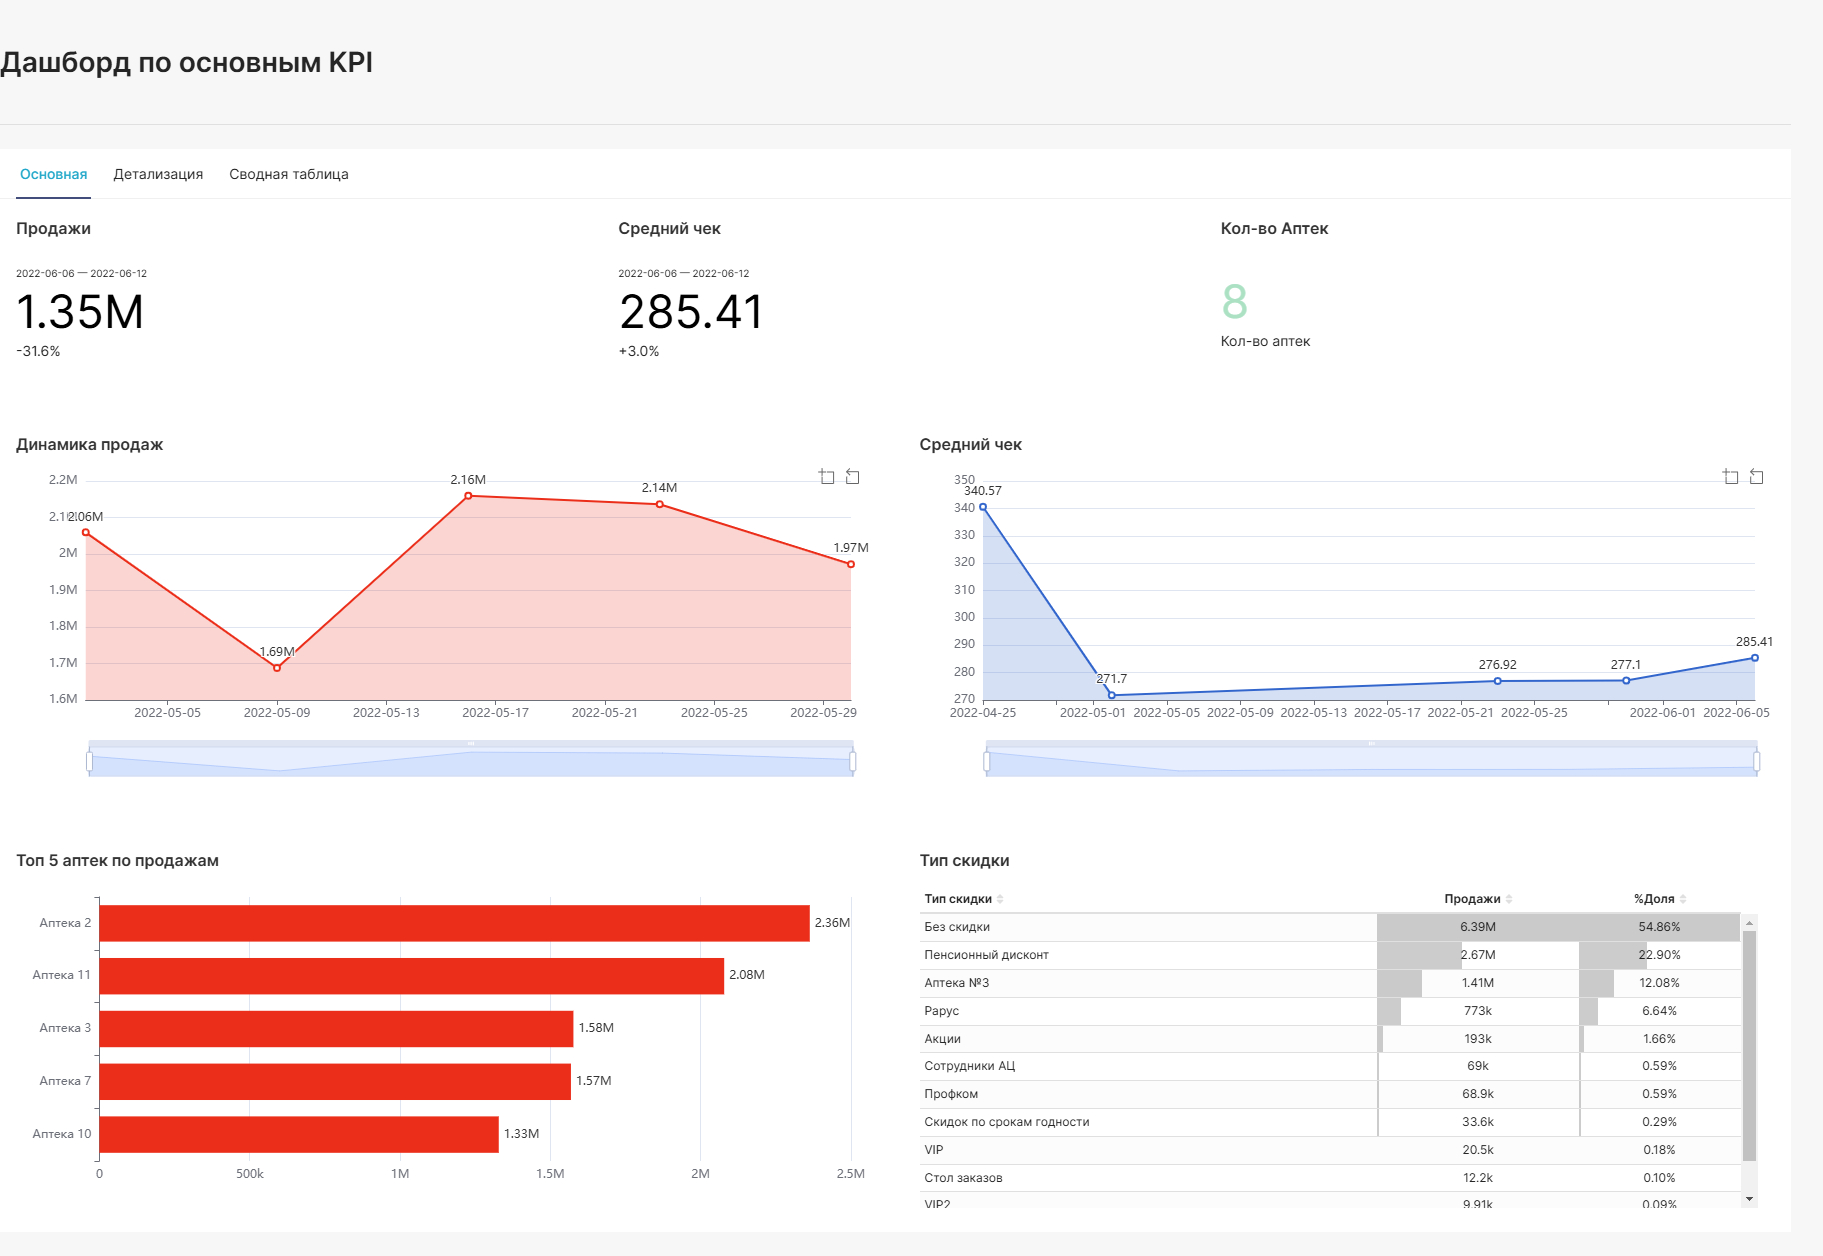 Дашборд по основным KPI
Основная Детализация Сводная таблица
Продажи
2022-06-06 — 2022-06-12
1.35M
-31.6%
Средний чек
2022-06-06 — 2022-06-12
285.41
+3.0%
Кол-во Аптек
8
Кол-во аптек
Динамика продаж
2.2M
2.1M
2M
1.9M
1.8M
1.7M
1.6M
2.06M
1.69M
2.16M
2.14M
1.97M
2022-05-05 2022-05-09 2022-05-13 2022-05-17 2022-05-21 2022-05-25 2022-05-29
Средний чек
350
340
330
320
310
300
290
280
270
340.57
271.7
276.92
277.1
285.41
2022-04-25 2022-05-01 2022-05-05 2022-05-09 2022-05-13 2022-05-17 2022-05-21 2022-05-25 2022-06-01 2022-06-05
Топ 5 аптек по продажам
Аптека 2 2.36M
Аптека 11 2.08M
Аптека 3 1.58M
Аптека 7 1.57M
Аптека 10 1.33M
0 500k 1M 1.5M 2M 2.5M
Тип скидки
Тип скидки Продажи %Доля
Без скидки 6.39M 54.86%
Пенсионный дисконт 2.67M 22.90%
Аптека №3 1.41M 12.08%
Рарус 773k 6.64%
Акции 193k 1.66%
Сотрудники АЦ 69k 0.59%
Профком 68.9k 0.59%
Скидок по срокам годности 33.6k 0.29%
VIP 20.5k 0.18%
Стол заказов 12.2k 0.10%
VIP2 9.91k 0.09%